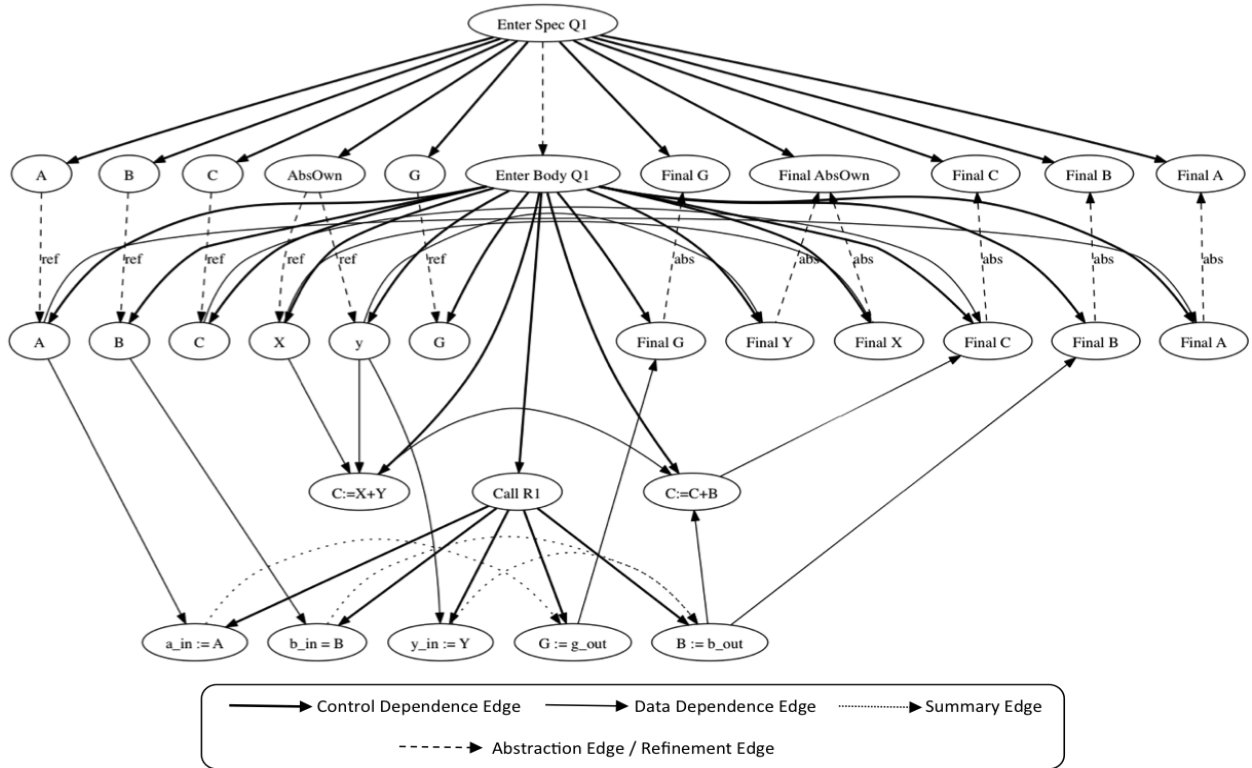 Enter Spec Q1
A
B
C
AbsOwn
G
Enter Body Q1
Final G
Final AbsOwn
Final C
Final B
Final A
ref
ref
ref
ref
ref
ref
abs
abs
abs
abs
abs
abs
A
B
C
X
y
G
Final G
Final Y
Final X
Final C
Final B
Final A
C:=X+Y
Call R1
C:=C+B
a_in := A
b_in = B
y_in := Y
G := g_out
B := b_out
Control Dependence Edge
Data Dependence Edge
Summary Edge
Abstraction Edge / Refinement Edge